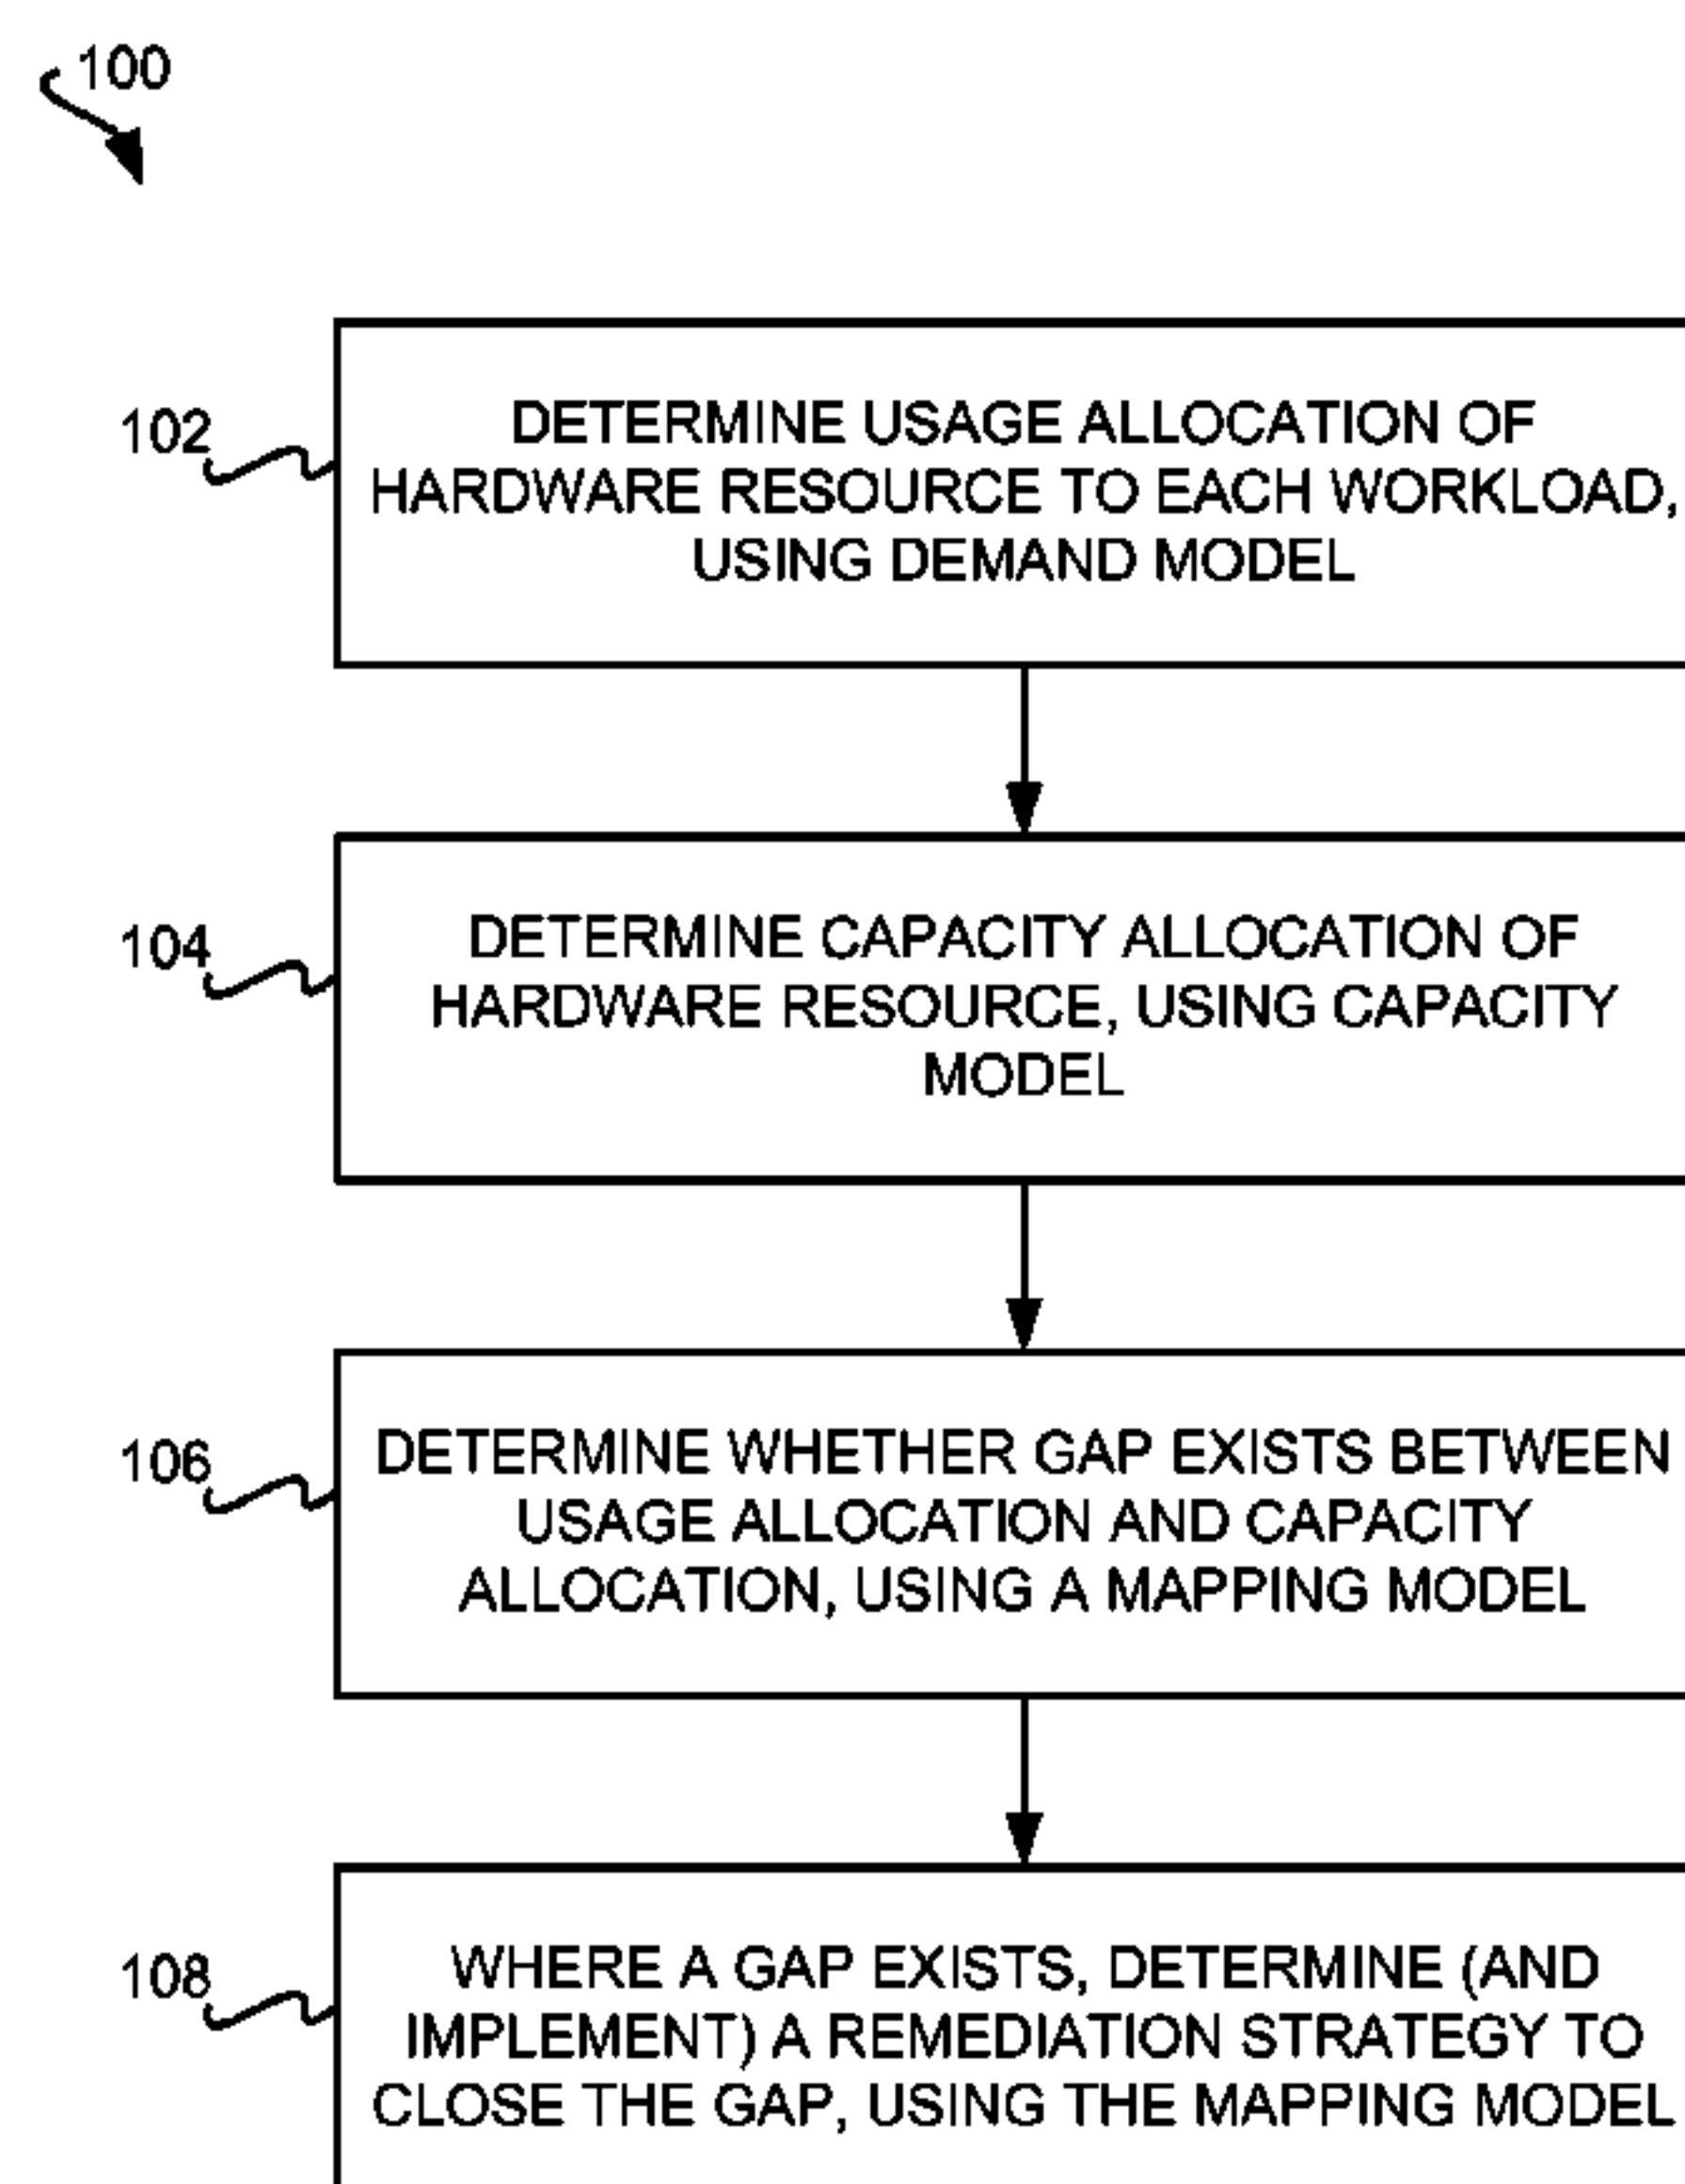 100
102
DETERMINE USAGE ALLOCATION OF
HARDWARE RESOURCE TO EACH WORKLOAD,
USING DEMAND MODEL
104
DETERMINE CAPACITY ALLOCATION OF
HARDWARE RESOURCE, USING CAPACITY
MODEL
106
DETERMINE WHETHER GAP EXISTS BETWEEN
USAGE ALLOCATION AND CAPACITY
ALLOCATION, USING A MAPPING MODEL
108
WHERE A GAP EXISTS, DETERMINE (AND
IMPLEMENT) A REMEDIATION STRATEGY TO
CLOSE THE GAP, USING THE MAPPING MODEL